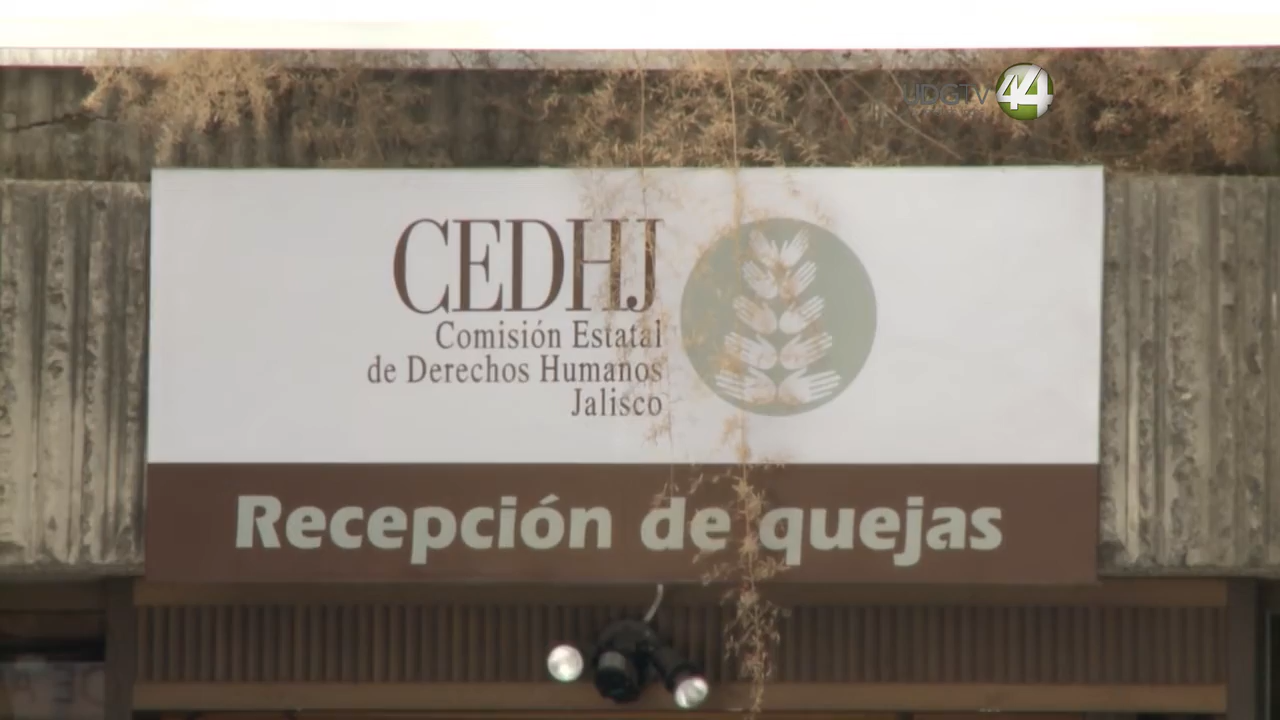 UDGTV 44
CEDHJ
Comisión Estatal
de Derechos Humanos
Jalisco
Recepción de quejas